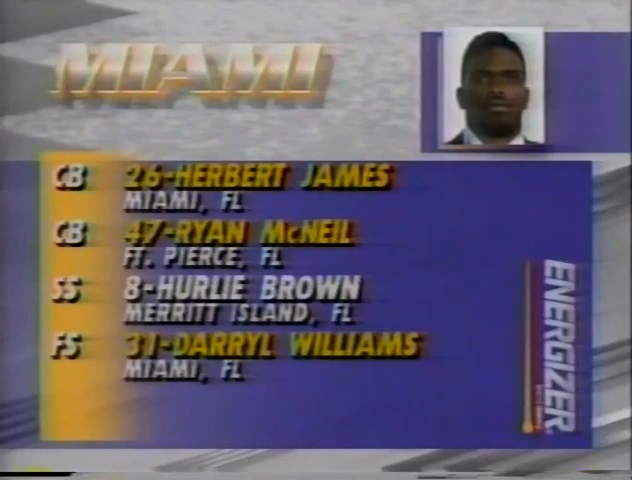 MIAMI
CB 26-HERBERT JAMES
MIAMI, FL
CB 47-RYAN McNEIL
FT. PIERCE, FL
SS 8-HURLIE BROWN
MERRITT ISLAND, FL
FS 31-DARRYL WILLIAMS
MIAMI, FL
ENERGIZER